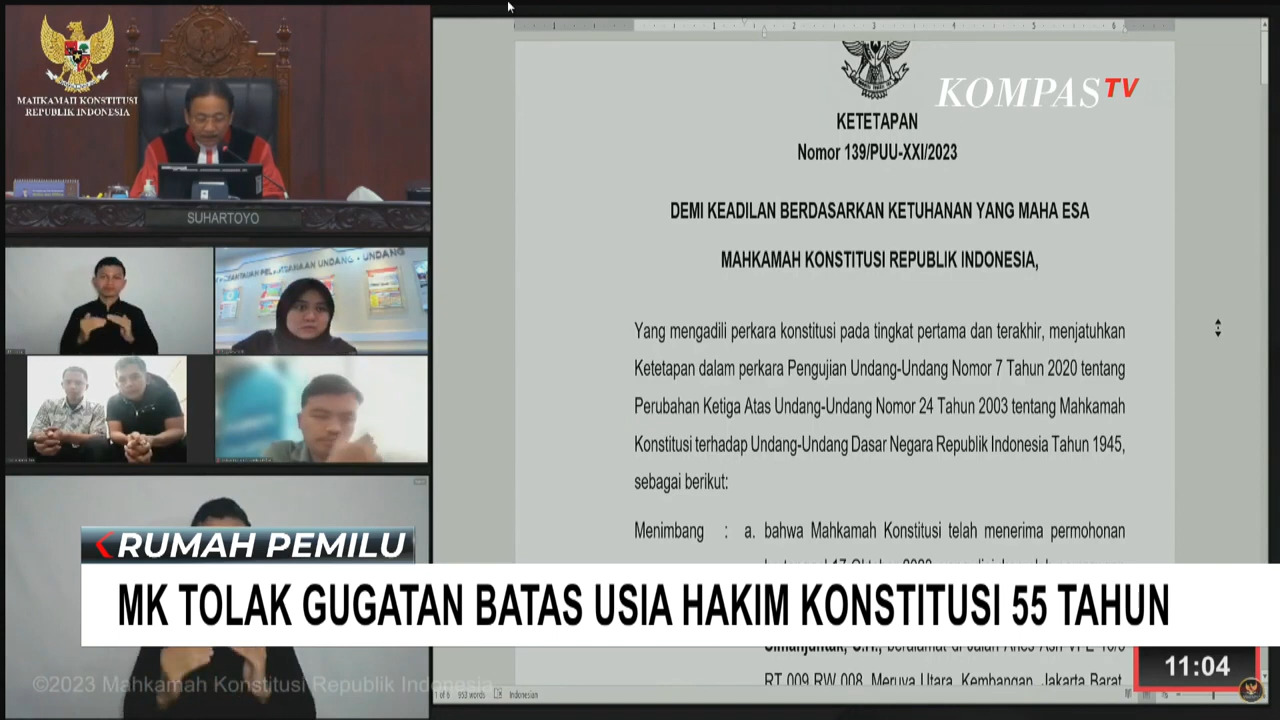 MAHKAMAH KONSTITUSI
REPUBLIK INDONESIA
SUHARTOYO
UNDANG - UNDANG
KOMPASTV
KETETAPAN
Nomor 139/PUU-XXI/2023
DEMI KEADILAN BERDASARKAN KETUHANAN YANG MAHA ESA
MAHKAMAH KONSTITUSI REPUBLIK INDONESIA,
Yang mengadili perkara konstitusi pada tingkat pertama dan terakhir, menjatuhkan
Ketetapan dalam perkara Pengujian Undang-Undang Nomor 7 Tahun 2020 tentang
Perubahan Ketiga Atas Undang-Undang Nomor 24 Tahun 2003 tentang Mahkamah
Konstitusi terhadap Undang-Undang Dasar Negara Republik Indonesia Tahun 1945,
sebagai berikut:
Menimbang : a. bahwa Mahkamah Konstitusi telah menerima permohonan
RUMAH PEMILU
MK TOLAK GUGATAN BATAS USIA HAKIM KONSTITUSI 55 TAHUN
RT 009 RW 008, Meruya Utara, Kembangan, Jakarta Barat,
11:04
©2023 Mahkamah Konstitusi Republik Indonesia
952 words
Indonesian